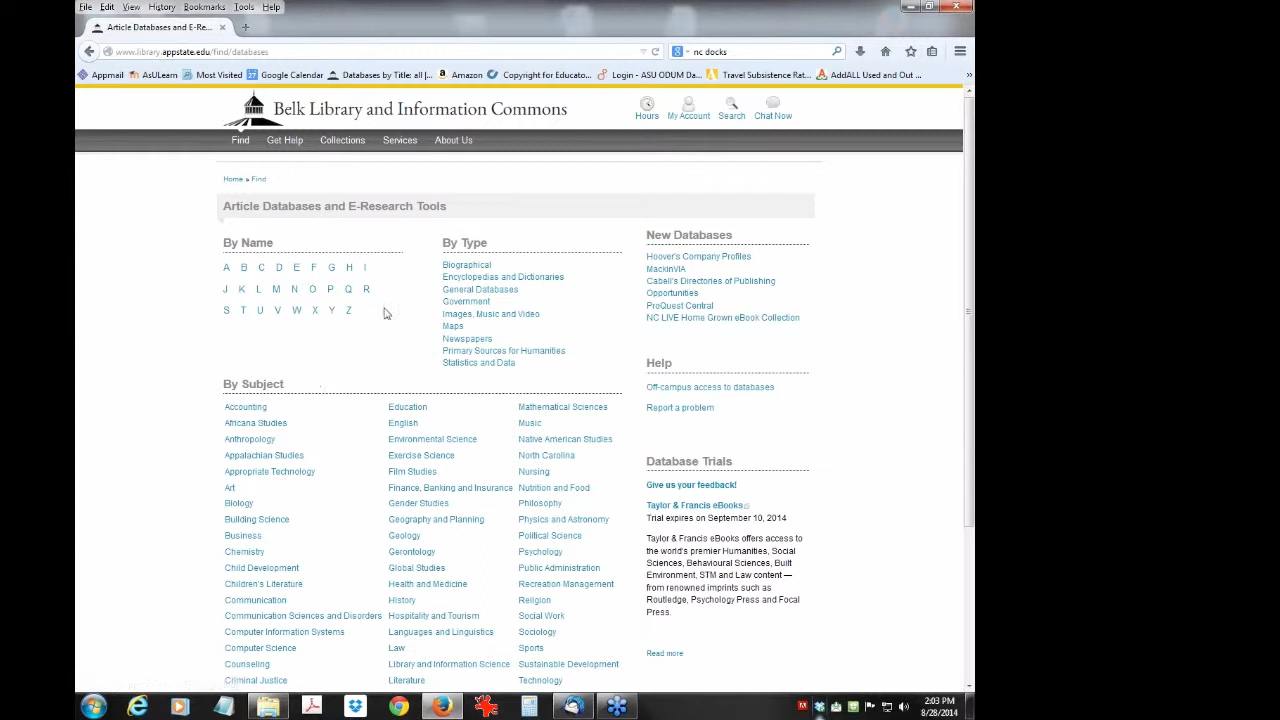 File Edit View History Bookmarks Tools Help
Article Databases and E-Re...
www.library.appstate.edu/find/databases
nc docks
Appmail AsULearn Most Visited Google Calendar Databases by Title: all |... Amazon Copyright for Educato... Login - ASU ODUM Da... Travel Subsistence Rat... AddALL Used and Out ...
Belk Library and Information Commons
Hours My Account Search Chat Now
Find Get Help Collections Services About Us
Home » Find
Article Databases and E-Research Tools
By Name
A B C D E F G H I
J K L M N O P Q R
S T U V W X Y Z
By Type
Biographical
Encyclopedias and Dictionaries
General Databases
Government
Images, Music and Video
Maps
Newspapers
Primary Sources for Humanities
Statistics and Data
New Databases
Hoover's Company Profiles
MackinVIA
Cabell's Directories of Publishing
Opportunities
ProQuest Central
NC LIVE Home Grown eBook Collection
Help
Off-campus access to databases
Report a problem
By Subject
Accounting
Africana Studies
Anthropology
Appalachian Studies
Appropriate Technology
Art
Biology
Building Science
Business
Chemistry
Child Development
Children's Literature
Communication
Communication Sciences and Disorders
Computer Information Systems
Computer Science
Counseling
Criminal Justice
Education
English
Environmental Science
Exercise Science
Film Studies
Finance, Banking and Insurance
Gender Studies
Geography and Planning
Geology
Gerontology
Global Studies
Health and Medicine
History
Hospitality and Tourism
Languages and Linguistics
Law
Library and Information Science
Literature
Mathematical Sciences
Music
Native American Studies
North Carolina
Nursing
Nutrition and Food
Philosophy
Physics and Astronomy
Political Science
Psychology
Public Administration
Recreation Management
Religion
Social Work
Sociology
Sports
Sustainable Development
Technology
Database Trials
Give us your feedback!
Taylor & Francis eBooks
Trial expires on September 10, 2014
Taylor & Francis eBooks offers access to
the world's premier Humanities, Social
Sciences, Behavioural Sciences, Built
Environment, STM and Law content —
from renowned imprints such as
Routledge, Psychology Press and Focal
Press.
Read more
2:03 PM
8/28/2014